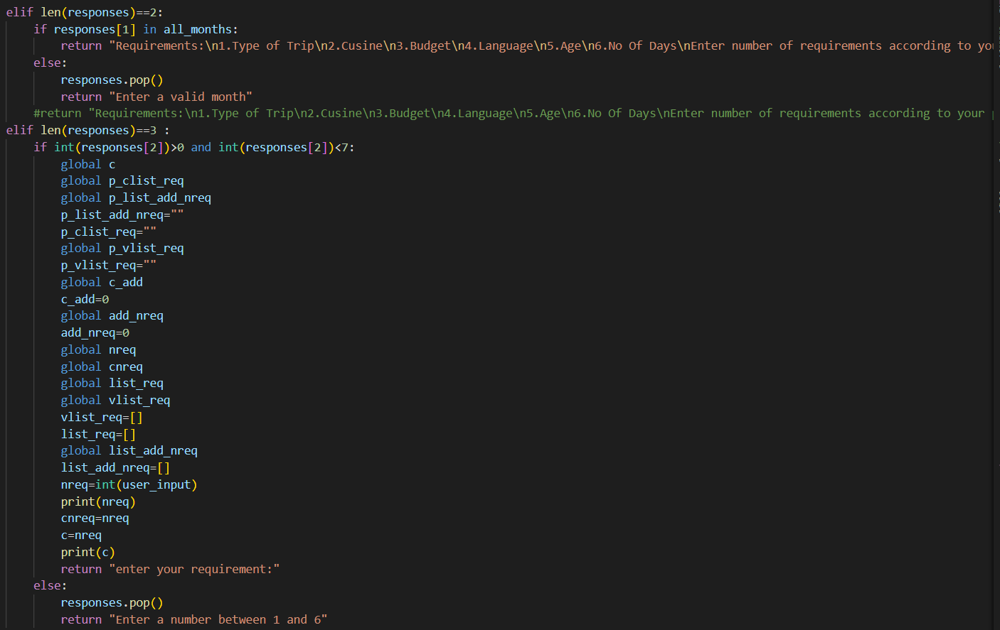 elif len(responses)==2:
    if responses[1] in all_months:
        return "Requirements:\n1.Type of Trip\n2.Cusine\n3.Budget\n4.Language\n5.Age\n6.No Of Days\nEnter number of requirements according to
    else:
        responses.pop()
        return "Enter a valid month"
    #return "Requirements:\n1.Type of Trip\n2.Cusine\n3.Budget\n4.Language\n5.Age\n6.No Of Days\nEnter number of requirements according to your
elif len(responses)==3 :
    if int(responses[2])>0 and int(responses[2])<7:
        global c
        global p_clist_req
        global p_list_add_nreq
        p_list_add_nreq=""
        p_clist_req=""
        global p_vlist_req
        p_vlist_req=""
        global c_add
        c_add=0
        global add_nreq
        add_nreq=0
        global nreq
        global cnreq
        global list_req
        global vlist_req
        vlist_req=[]
        list_req=[]
        global list_add_nreq
        list_add_nreq=[]
        nreq=int(user_input)
        print(nreq)
        cnreq=nreq
        c=nreq
        print(c)
        return "enter your requirement:"
    else:
        responses.pop()
        return "Enter a number between 1 and 6"